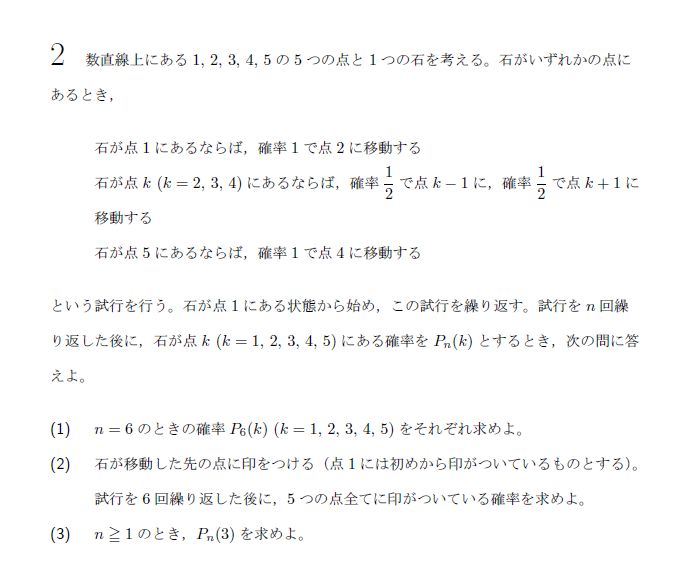 2 数直線上にある 1, 2, 3, 4, 5 の 5 つの点と 1 つの石を考える。石がいずれかの点に
あるとき,
石が点 1 にあるならば, 確率 1 で点 2 に移動する
石が点 k (k = 2, 3, 4) にあるならば, 確率 1/2 で点 k − 1 に, 確率 1/2 で点 k + 1 に
移動する
石が点 5 にあるならば, 確率 1 で点 4 に移動する
という試行を行う。石が点 1 にある状態から始め, この試行を繰り返す。試行を n 回繰
り返した後に, 石が点 k (k = 1, 2, 3, 4, 5) にある確率を Pn(k) とするとき, 次の問に答
えよ。
(1) n = 6 のときの確率 P6(k) (k = 1, 2, 3, 4, 5) をそれぞれ求めよ。
(2) 石が移動した先の点に印をつける (点 1 には初めから印がついているものとする)。
試行を 6 回繰り返した後に, 5 つの点全てに印がついている確率を求めよ。
(3) n ≧ 1 のとき, Pn(3) を求めよ。